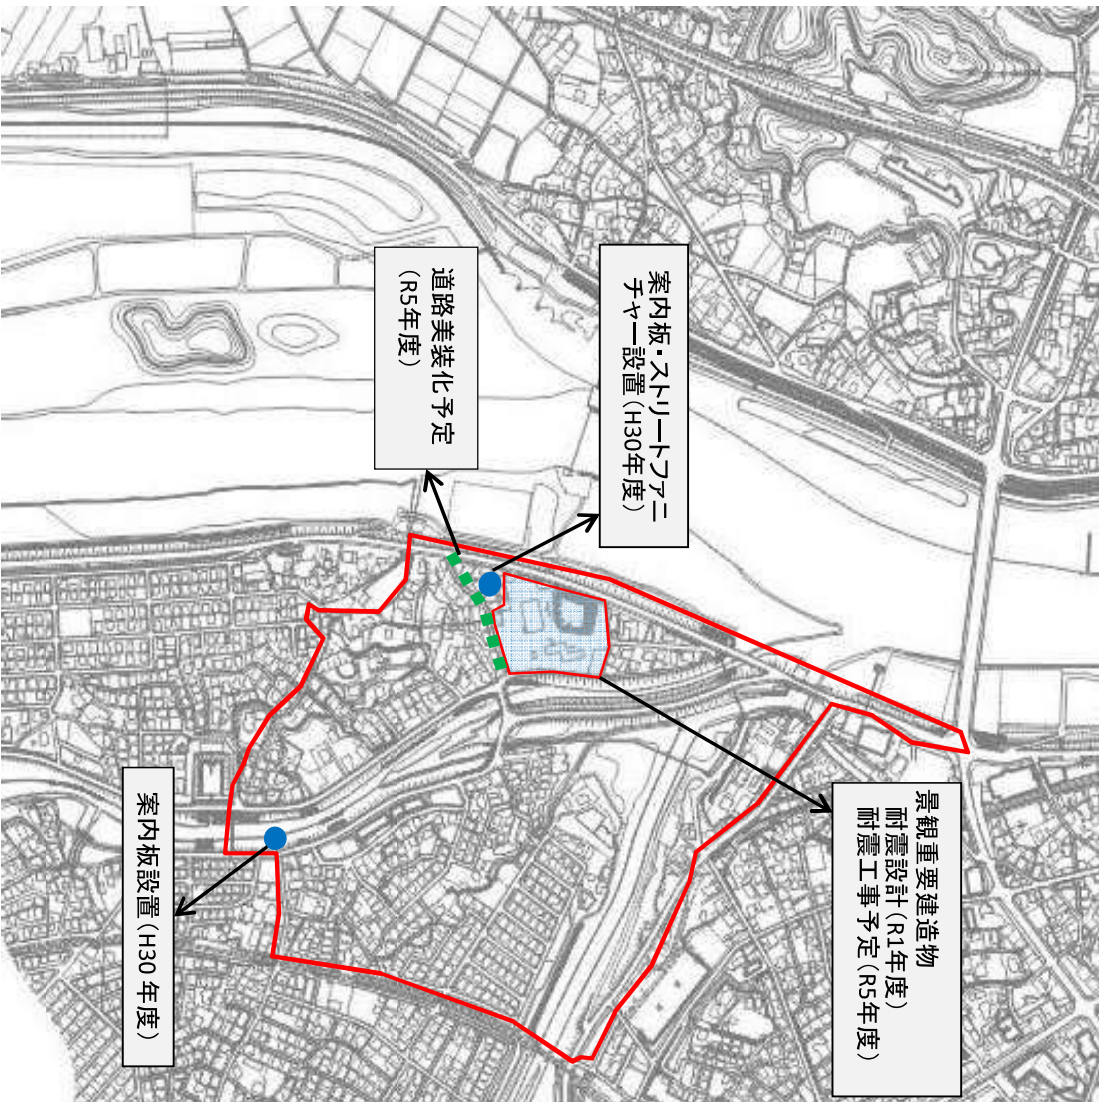 景観重要建造物
耐震設計（R1年度）
耐震工事予定（R5年度）
案内板・ストリートファニ
チャー設置（H30年度）
道路美装化予定
（R5年度）
案内板設置（H30 年度）